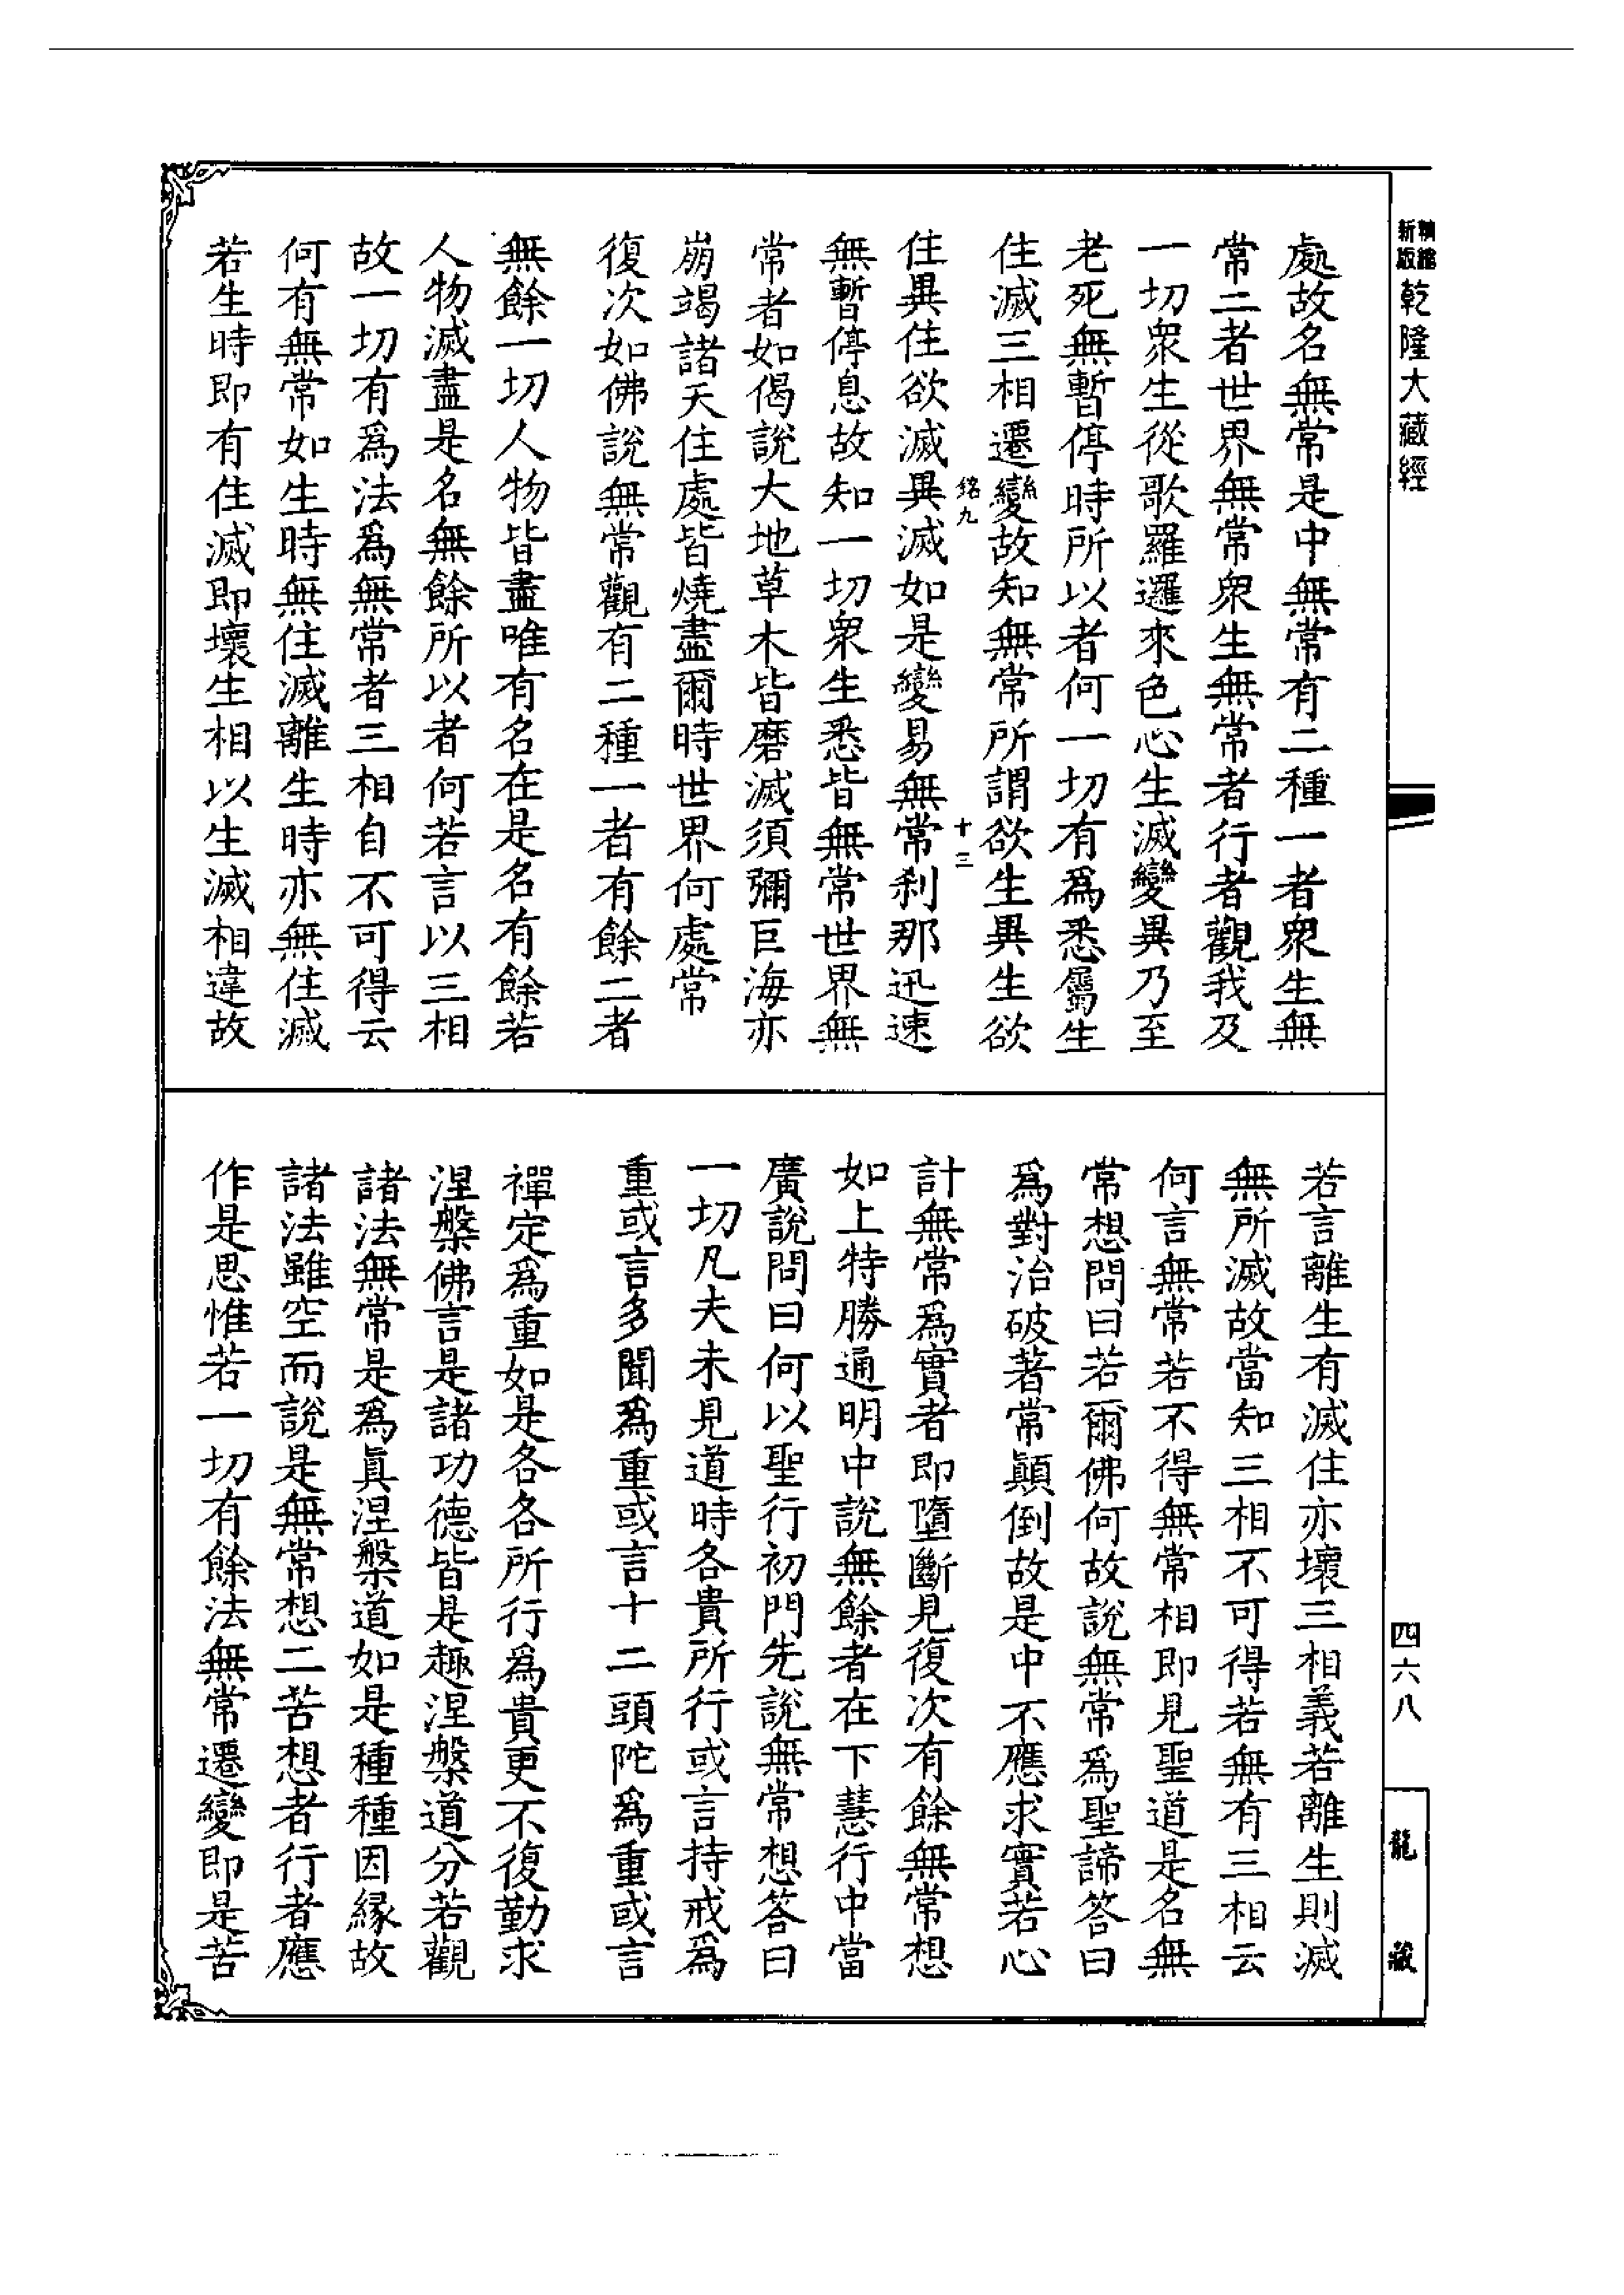 精縮新版乾隆大藏經
處故名無常是中無常有二種一者衆生無
常二者世界無常衆生無常者行者觀我及
一切衆生從歌羅邏來色心生滅變異乃至
老死無暫停時所以者何一切有爲悉屬生
住滅三相遷變故知無常所謂欲生異生欲
銘九
十三
住異住欲滅異滅如是變易無常刹那迅速
無暫停息故知一切衆生悉皆無常世界無
常者如偈說大地草木皆磨滅須彌巨海亦
崩竭諸天住處皆燒盡爾時世界何處常
復次如佛說無常觀有二種一者有餘二者
無餘一切人物皆盡唯有名在是名有餘若
人物滅盡是名無餘所以者何若言以三相
故一切有爲法爲無常者三相自不可得云
何有無常如生時無住滅離生時亦無住滅
若生時即有住滅即壞生相以生滅相違故
若言離生有滅住亦壞三相義若離生則滅
無所滅故當知三相不可得若無有三相云
何言無常若不得無常相即見聖道是名無
常想問曰若爾佛何故說無常爲聖諦答曰
爲對治破著常顚倒故是中不應求實若心
計無常爲實者即墮斷見復次有餘無常想
如上特勝通明中說無餘者在下慧行中當
廣說問曰何以聖行初門先說無常想答曰
一切凡夫未見道時各貴所行或言持戒爲
重或言多聞爲重或言十二頭陀爲重或言
禪定爲重如是各各所行爲貴更不復勤求
涅槃佛言是諸功德皆是趣涅槃道分若觀
諸法無常是爲眞涅槃道如是種種因緣故
諸法雖空而說是無常想二苦想者行者應
作是思惟若一切有餘法無常遷變即是苦
四六八
龍藏